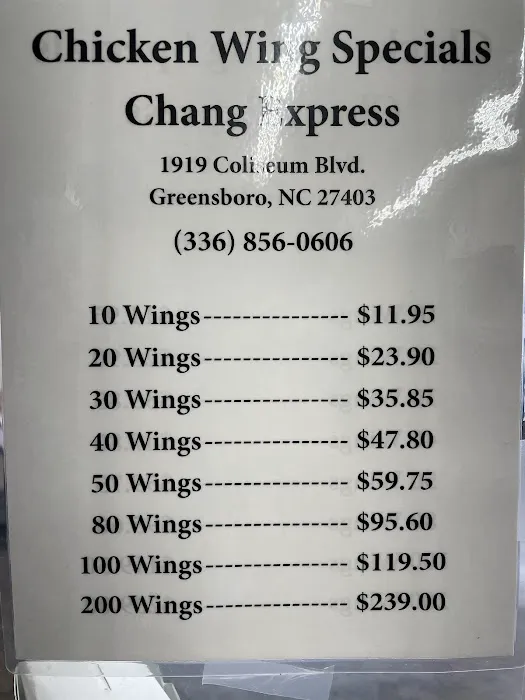 Chicken Wing Specials
Chang Express
1919 Coliseum Blvd.
Greensboro, NC 27403
(336) 856-0606
10 Wings---------------- $11.95
20 Wings---------------- $23.90
30 Wings---------------- $35.85
40 Wings---------------- $47.80
50 Wings---------------- $59.75
80 Wings---------------- $95.60
100 Wings---------------- $119.50
200 Wings---------------- $239.00